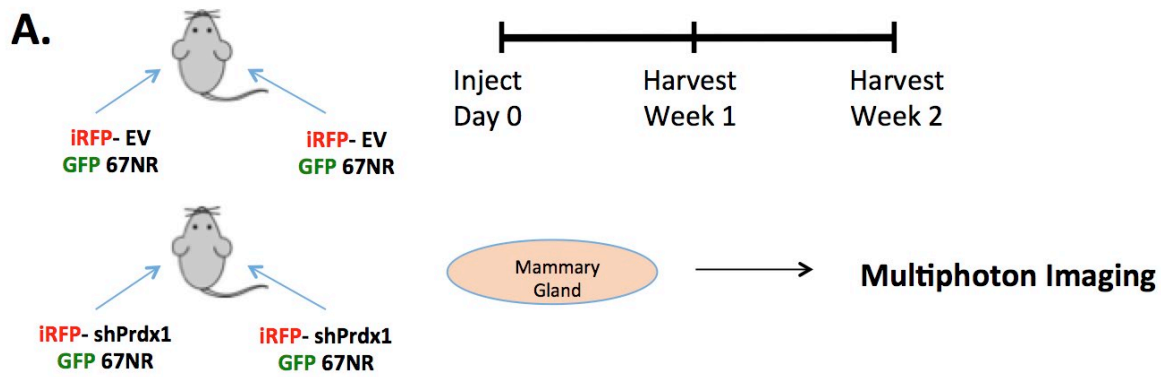 A.
Inject
Day 0
Harvest
Week 1
Harvest
Week 2
iRFP- EV
GFP 67NR
iRFP- EV
GFP 67NR
Mammary
Gland
Multiphoton Imaging
iRFP- shPrdx1
GFP 67NR
iRFP- shPrdx1
GFP 67NR